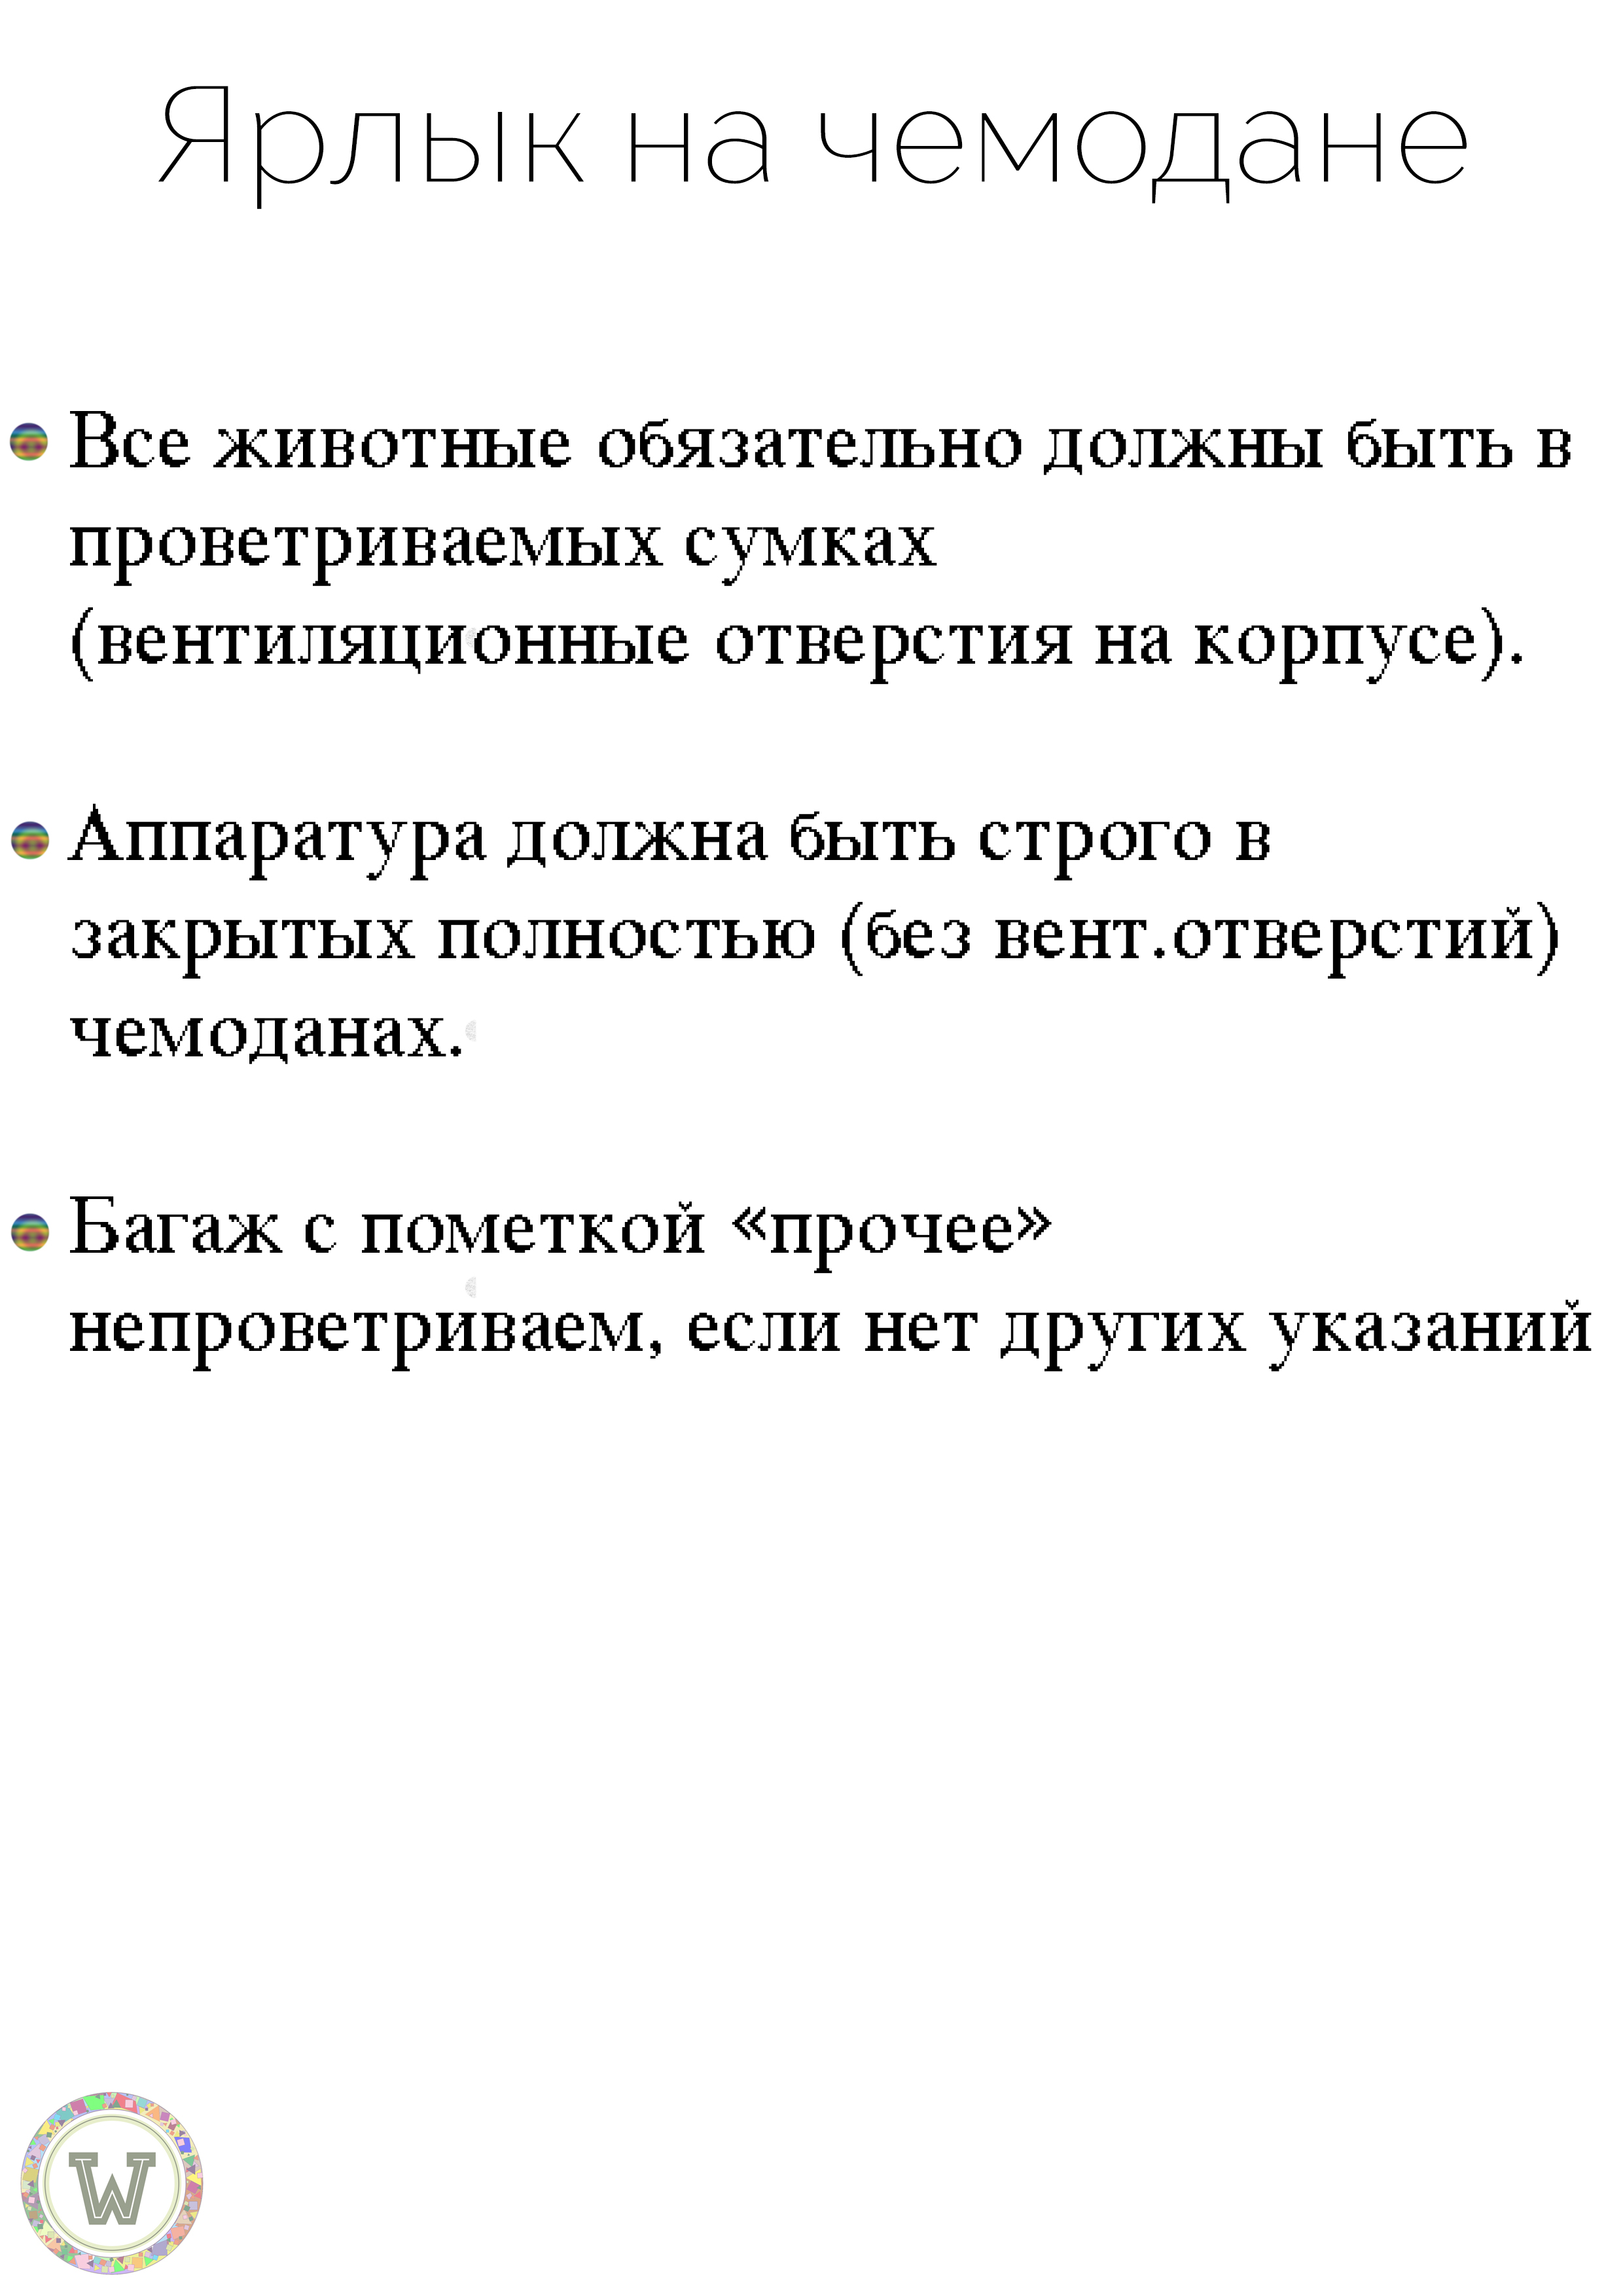 Ярлык на чемодане
Все животные обязательно должны быть в
проветриваемых сумках
(вентиляционные отверстия на корпусе).
Аппаратура должна быть строго в
закрытых полностью (без вент.отверстий)
чемоданах.
Багаж с пометкой «прочее»
непроветриваем, если нет других указаний
W